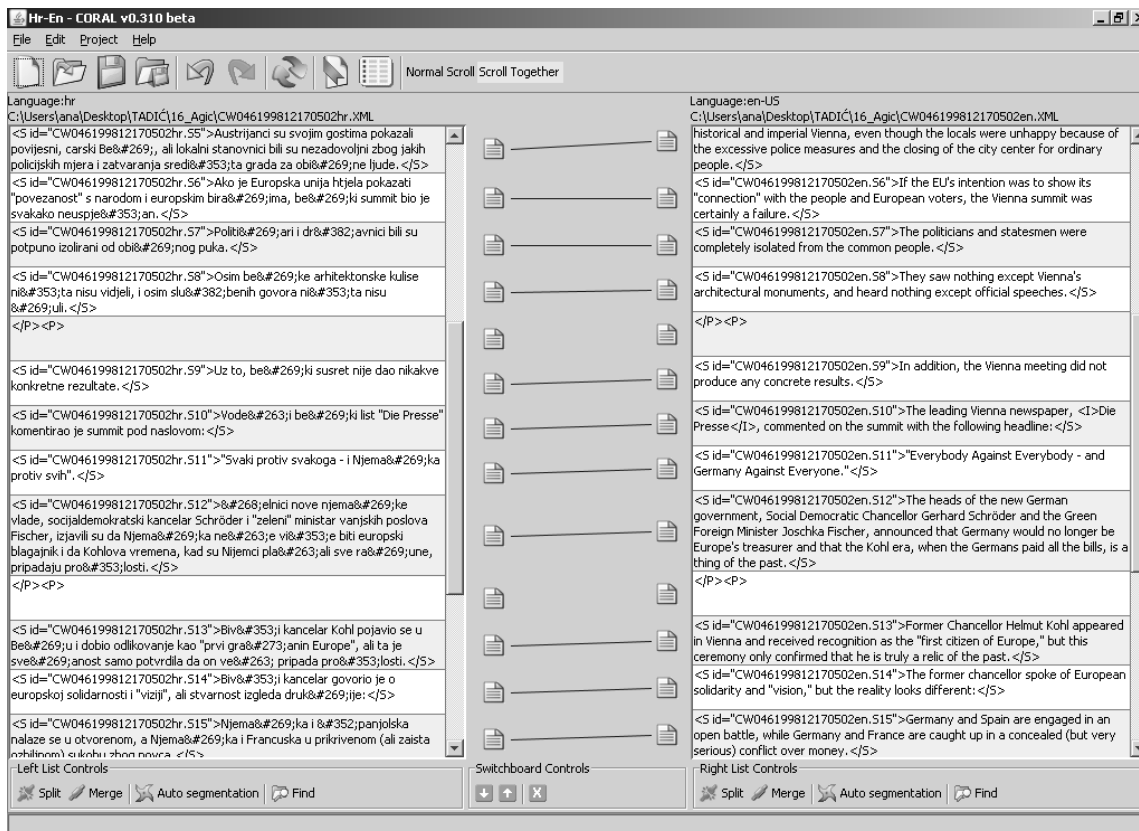 Hr-En - CORAL v0.310 beta
File Edit Project Help
Normal Scroll Scroll Together
Language:hr
C:\Users\ana\Desktop\TADIĆ\16_Agic\CW046199812170502hr.XML
<S id="CW046199812170502hr.S5">Austrijanci su svojim gostima pokazali
povijesni, carski Be&#269;, ali lokalni stanovnici bili su nezadovoljni zbog jakih
policijskih mjera i zatvaranja sredi&#353;ta grada za obi&#269;ne ljude.</S>
<S id="CW046199812170502hr.S6">Ako je Europska unija htjela pokazati
"povezanost" s narodom i europskim bira&#269;ima, be&#269;ki summit bio je
svakako neuspje&#353;an.</S>
<S id="CW046199812170502hr.S7">Politi&#269;ari i dr&#382;avnici bili su
potpuno izolirani od obi&#269;nog puka.</S>
<S id="CW046199812170502hr.S8">Osim be&#269;ke arhitektonske kulise
ni&#353;ta nisu vidjeli, i osim slu&#382;benih govora ni&#353;ta nisu
&#269;uli.</S>
</P><P>
<S id="CW046199812170502hr.S9">Uz to, be&#269;ki susret nije dao nikakve
konkretne rezultate.</S>
<S id="CW046199812170502hr.S10">Vode&#263;i be&#269;ki list "Die Presse"
komentirao je summit pod naslovom:</S>
<S id="CW046199812170502hr.S11">"Svaki protiv svakoga - i Njema&#269;ka
protiv svih".</S>
<S id="CW046199812170502hr.S12">&#268;elnici nove njema&#269;ke
vlade, socijaldemokratski kancelar Schröder i "zeleni" ministar vanjskih poslova
Fischer, izjavili su da Njema&#269;ka ne&#263;e vi&#353;e biti europski
blagajnik i da Kohlova vremena, kad su Nijemci pla&#263;ali sve ra&#269;une,
pripadaju pro&#353;losti.</S>
</P><P>
<S id="CW046199812170502hr.S13">Biv&#353;i kancelar Kohl pojavio se u
Be&#269;u i dobio odlikovanje kao "prvi gra&#273;anin Europe", ali ta je
sve&#269;anost samo potvrdila da on ve&#263; pripada pro&#353;losti.</S>
<S id="CW046199812170502hr.S14">Biv&#353;i kancelar govorio je o
europskoj solidarnosti i "viziji", ali stvarnost izgleda druk&#269;ije:</S>
<S id="CW046199812170502hr.S15">Njema&#269;ka i &#352;panjolska
nalaze se u otvorenom, a Njema&#269;ka i Francuska u prikrivenom (ali zaista
ozbiljnom) sukobu zbog novca.</S>
Language:en-US
C:\Users\ana\Desktop\TADIĆ\16_Agic\CW046199812170502en.XML
historical and imperial Vienna, even though the locals were unhappy because of
the excessive police measures and the closing of the city center for ordinary
people.</S>
<S id="CW046199812170502en.S6">If the EU's intention was to show its
"connection" with the people and European voters, the Vienna summit was
certainly a failure.</S>
<S id="CW046199812170502en.S7">The politicians and statesmen were
completely isolated from the common people.</S>
<S id="CW046199812170502en.S8">They saw nothing except Vienna's
architectural monuments, and heard nothing except official speeches.</S>
</P><P>
<S id="CW046199812170502en.S9">In addition, the Vienna meeting did not
produce any concrete results.</S>
<S id="CW046199812170502en.S10">The leading Vienna newspaper, <I>Die
Presse</I>, commented on the summit with the following headline:</S>
<S id="CW046199812170502en.S11">"Everybody Against Everybody - and
Germany Against Everyone."</S>
<S id="CW046199812170502en.S12">The heads of the new German
government, Social Democratic Chancellor Gerhard Schröder and the Green
Foreign Minister Joschka Fischer, announced that Germany would no longer be
Europe's treasurer and that the Kohl era, when the Germans paid all the bills, is a
thing of the past.</S>
</P><P>
<S id="CW046199812170502en.S13">Former Chancellor Helmut Kohl appeared
in Vienna and received recognition as the "first citizen of Europe," but this
ceremony only confirmed that he is truly a relic of the past.</S>
<S id="CW046199812170502en.S14">The former chancellor spoke of European
solidarity and "vision," but the reality looks different:</S>
<S id="CW046199812170502en.S15">Germany and Spain are engaged in an
open battle, while Germany and France are caught up in a concealed (but very
serious) conflict over money.</S>
Left List Controls
Split Merge Auto segmentation Find
Switchboard Controls
Right List Controls
Split Merge Auto segmentation Find